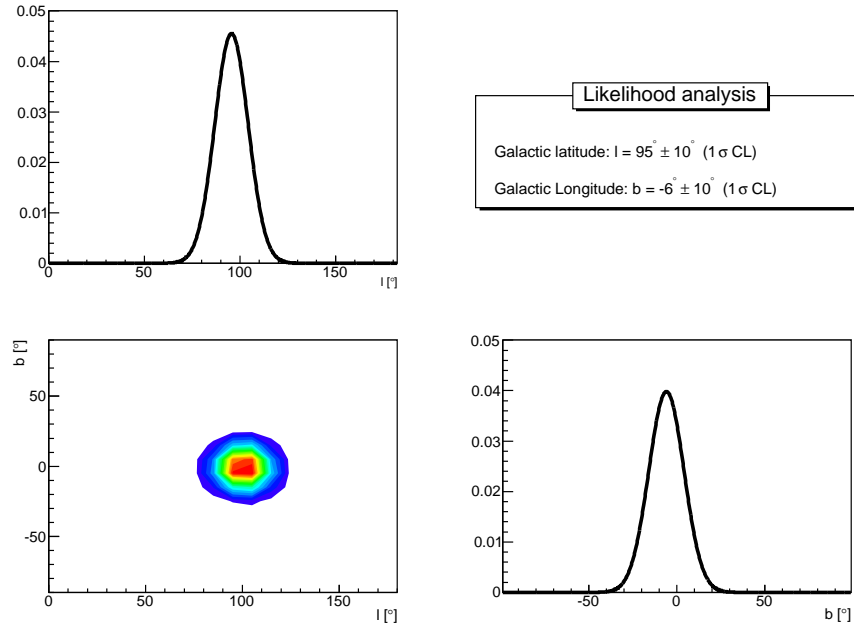 0.05
0.04
0.03
0.02
0.01
0
0 50 100 150
l [°]
Likelihood analysis
Galactic latitude: l = 95° ± 10° (1 σ CL)
Galactic Longitude: b = -6° ± 10° (1 σ CL)
b [°]
50
0
-50
0 50 100 150
l [°]
0.05
0.04
0.03
0.02
0.01
0
-50 0 50
b [°]